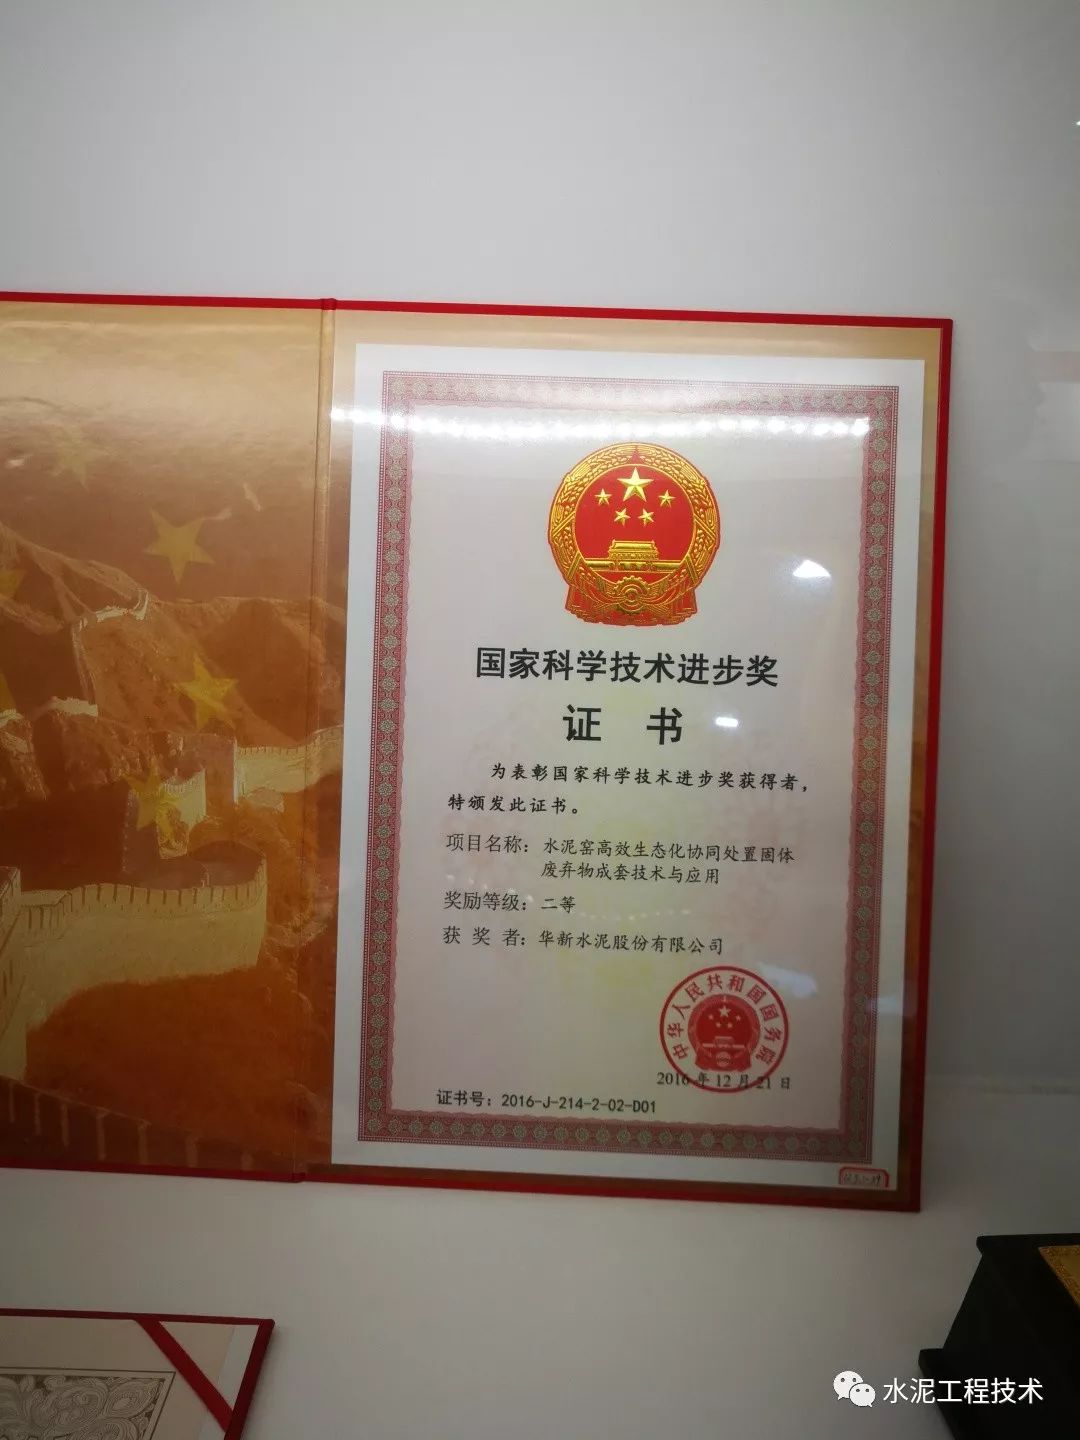 国家科学技术进步奖
证 书
为表彰国家科学技术进步奖获得者，
特颁发此证书。
项目名称：水泥窑高效生态化协同处置固体
废弃物成套技术与应用
奖励等级：二等
获 奖 者：华新水泥股份有限公司
中华人民共和国国务院
2016年12月21日
证书号：2016-J-214-2-02-D01
水泥工程技术